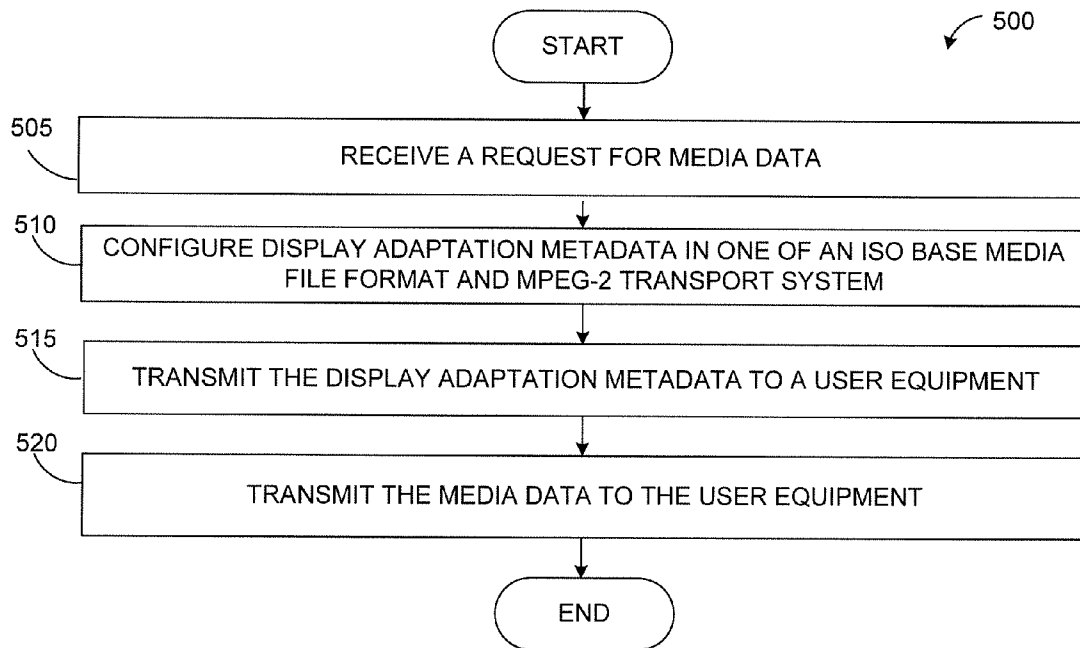 START
500
505
RECEIVE A REQUEST FOR MEDIA DATA
510
CONFIGURE DISPLAY ADAPTATION METADATA IN ONE OF AN ISO BASE MEDIA
FILE FORMAT AND MPEG-2 TRANSPORT SYSTEM
515
TRANSMIT THE DISPLAY ADAPTATION METADATA TO A USER EQUIPMENT
520
TRANSMIT THE MEDIA DATA TO THE USER EQUIPMENT
END